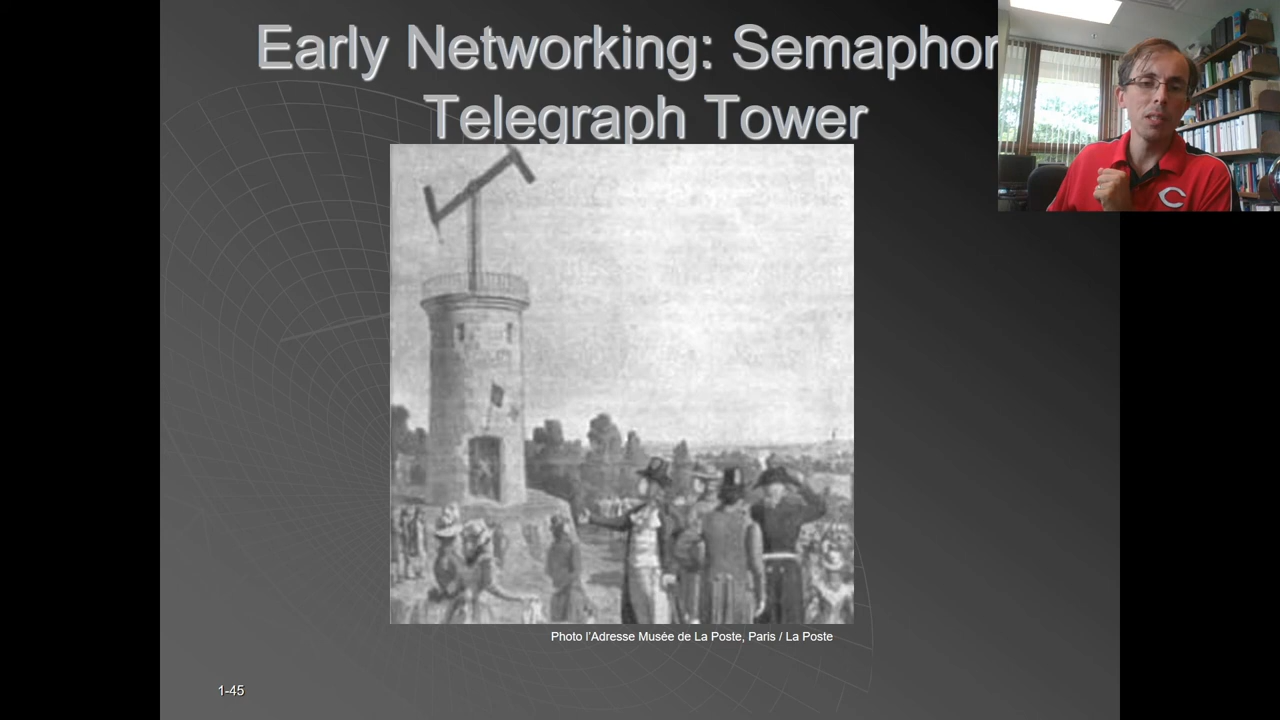 Early Networking: Semaphor
Telegraph Tower
C
Photo l'Adresse Musée de La Poste, Paris / La Poste
1-45